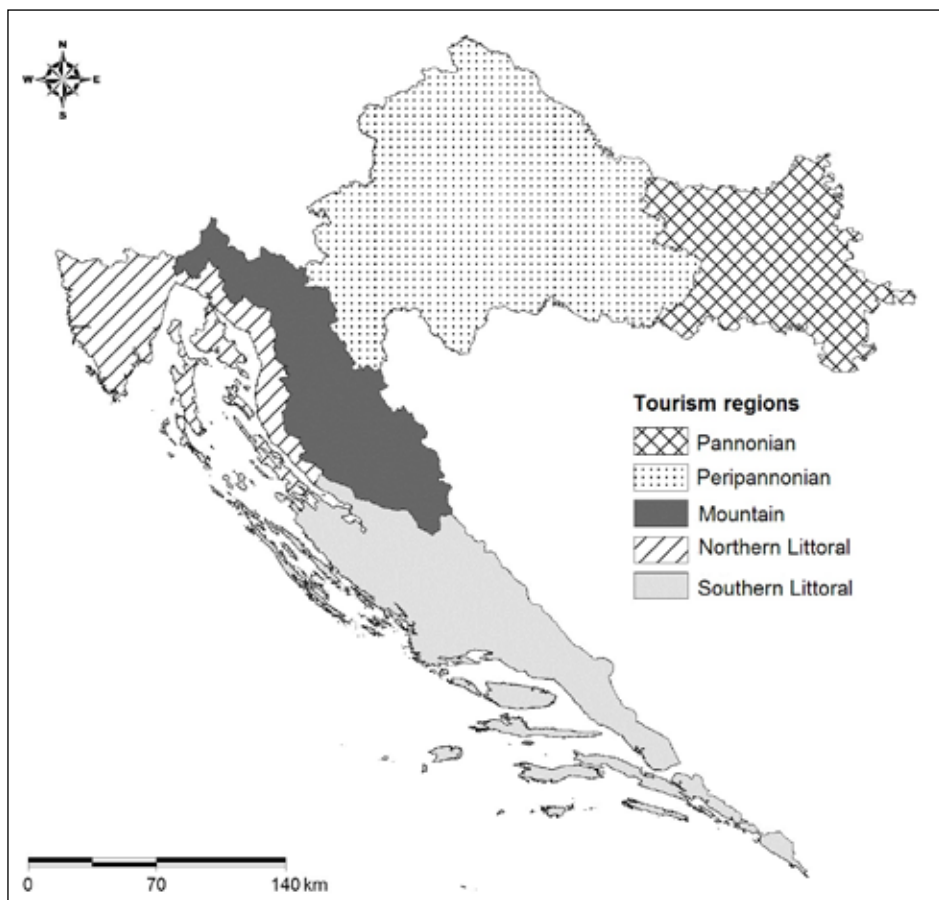 N
W E
S
Tourism regions
Pannonian
Peripannonian
Mountain
Northern Littoral
Southern Littoral
0 70 140 km